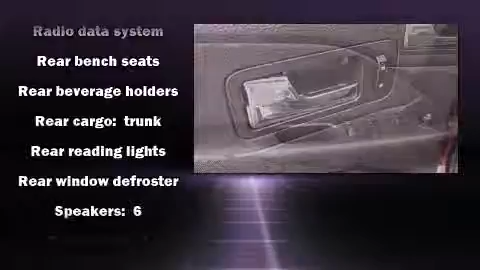 Radio data system
Rear bench seats
Rear beverage holders
Rear cargo: trunk
Rear reading lights
Rear window defroster
Speakers: 6